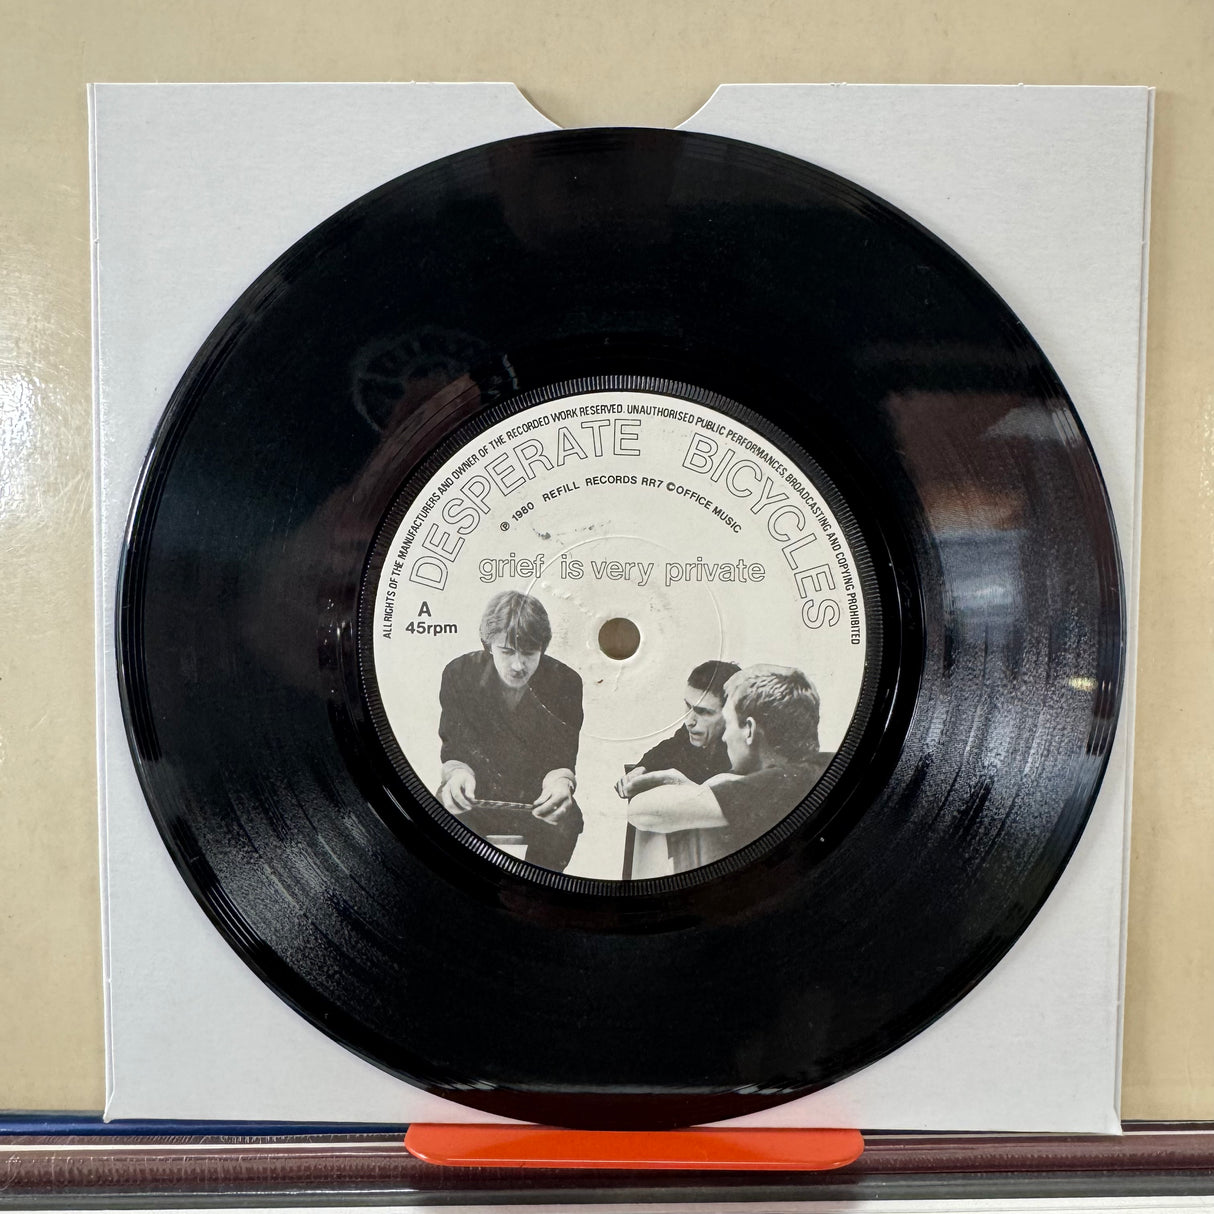 ALL RIGHTS OF THE MANUFACTURERS AND OWNER OF THE RECORDED WORK RESERVED. UNAUTHORISED PUBLIC PERFORMANCES, BROADCASTING AND COPYING PROHIBITED
DESPERATE BICYCLES
℗ 1980 REFILL RECORDS RR7 ©OFFICE MUSIC
grief is very private
A
45rpm